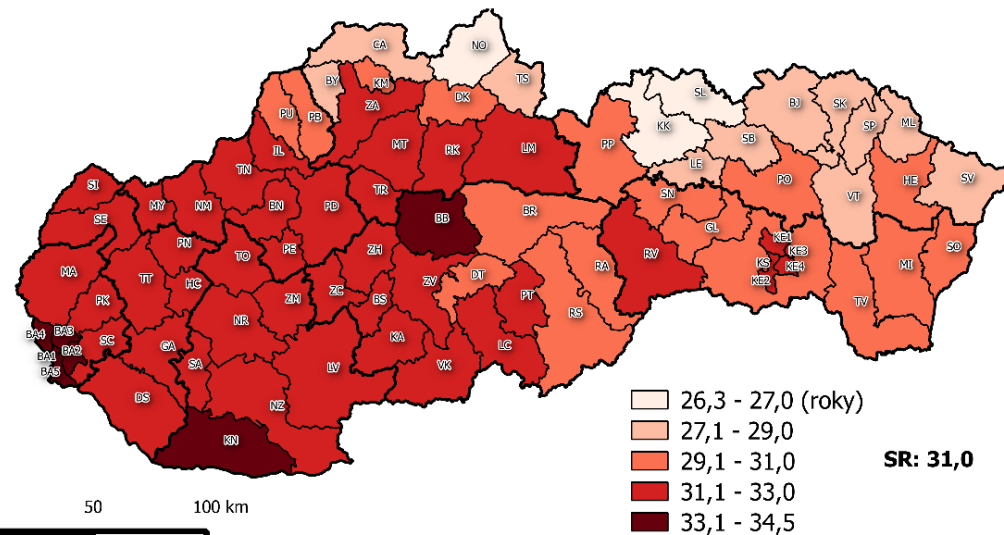 NO
CA
TS
BY
KM
DK
ZA
PU
PB
SL
KK
BJ
SK
SP
ML
SB
LE
PP
PO
HE
SV
VT
IL
MT
RK
LM
TN
SI
SE
MY
NM
BN
PD
TR
BB
BR
SN
GL
PN
TO
PE
ZH
DT
RA
RV
KE1
KE3
KS
KE4
KE2
SO
MI
TV
MA
TT
HC
ZM
ZC
BS
ZV
PT
RS
PK
NR
KA
LC
BA4
BA3
SC
GA
SA
LV
VK
BA1
BA2
BA5
DS
NZ
KN
26,3 - 27,0 (roky)
27,1 - 29,0
29,1 - 31,0
31,1 - 33,0
33,1 - 34,5
SR: 31,0
50 100 km